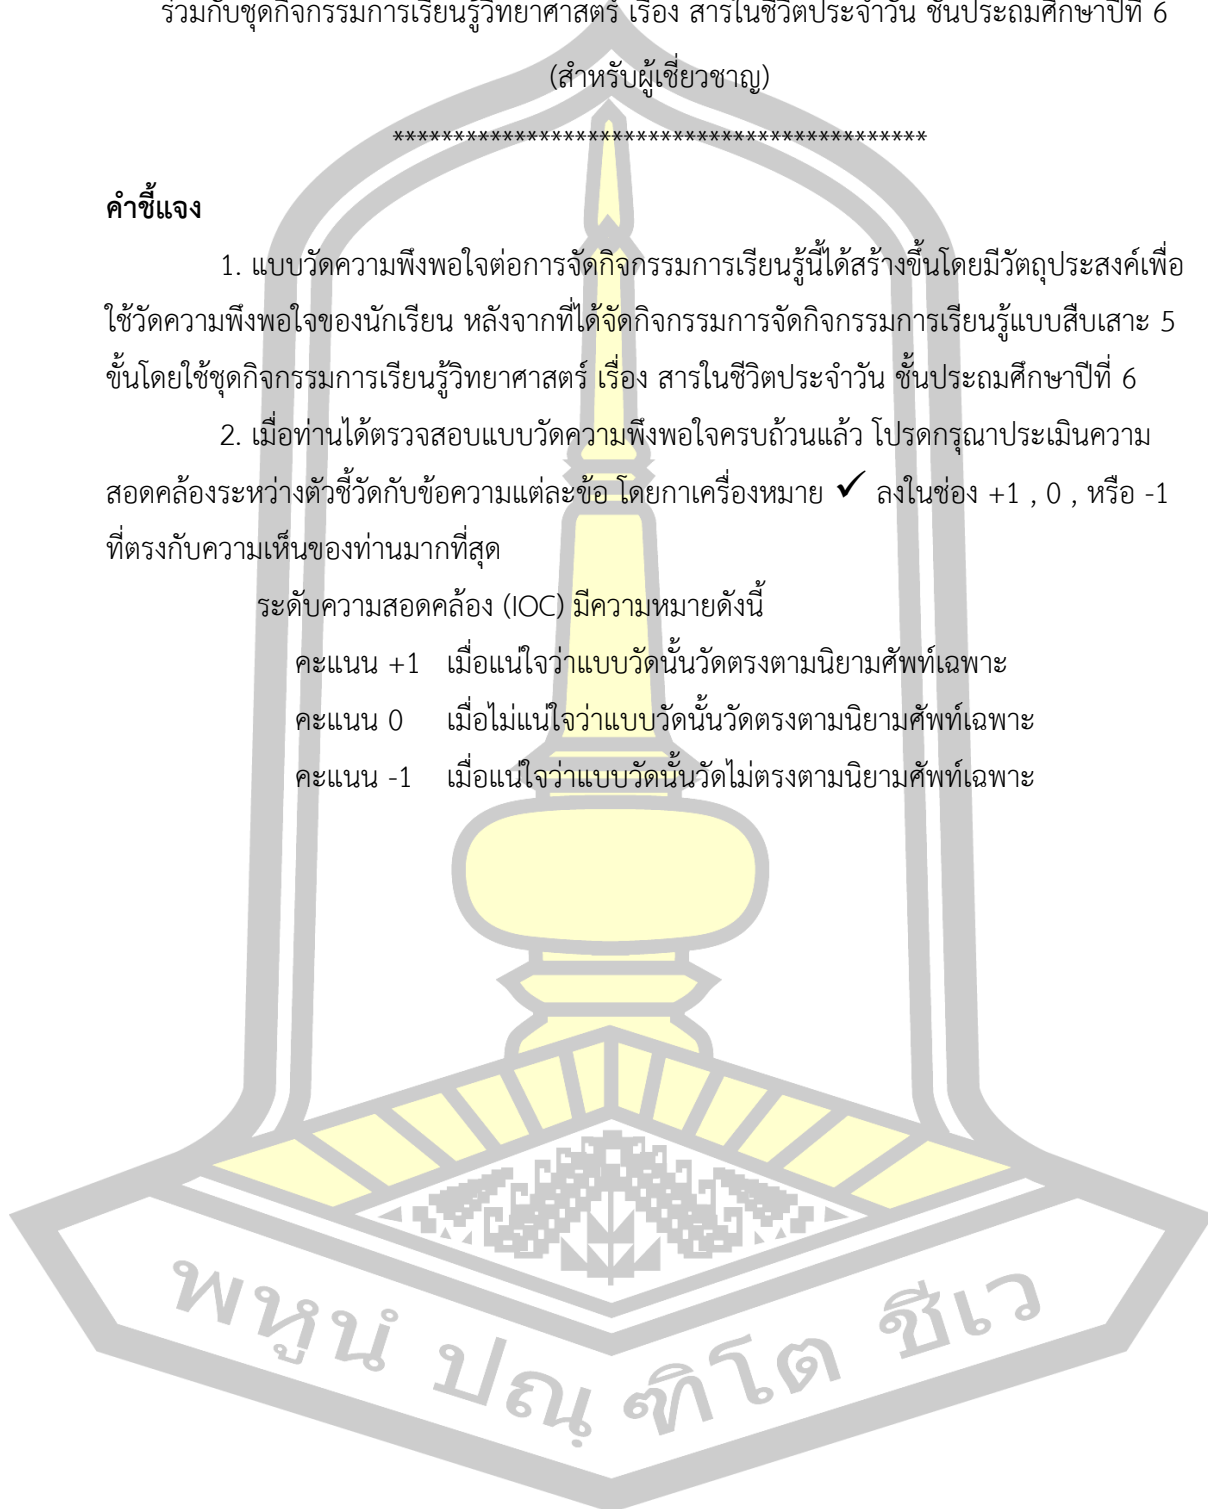 ร่วมกับชุดกิจกรรมการเรียนรู้วิทยาศาสตร์ เรื่อง สารในชีวิตประจำวัน ชั้นประถมศึกษาปีที่ 6
(สำหรับผู้เชี่ยวชาญ)
********************************************
คำชี้แจง
1. แบบวัดความพึงพอใจต่อการจัดกิจกรรมการเรียนรู้นี้ได้สร้างขึ้นโดยมีวัตถุประสงค์เพื่อ
ใช้วัดความพึงพอใจของนักเรียน หลังจากที่ได้จัดกิจกรรมการจัดกิจกรรมการเรียนรู้แบบสืบเสาะ 5
ขั้นโดยใช้ชุดกิจกรรมการเรียนรู้วิทยาศาสตร์ เรื่อง สารในชีวิตประจำวัน ชั้นประถมศึกษาปีที่ 6
2. เมื่อท่านได้ตรวจสอบแบบวัดความพึงพอใจครบถ้วนแล้ว โปรดกรุณาประเมินความ
สอดคล้องระหว่างตัวชี้วัดกับข้อความแต่ละข้อ โดยกาเครื่องหมาย ✓ ลงในช่อง +1 , 0 , หรือ -1
ที่ตรงกับความเห็นของท่านมากที่สุด
ระดับความสอดคล้อง (IOC) มีความหมายดังนี้
คะแนน +1 เมื่อแน่ใจว่าแบบวัดนั้นวัดตรงตามนิยามศัพท์เฉพาะ
คะแนน 0 เมื่อไม่แน่ใจว่าแบบวัดนั้นวัดตรงตามนิยามศัพท์เฉพาะ
คะแนน -1 เมื่อแน่ใจว่าแบบวัดนั้นวัดไม่ตรงตามนิยามศัพท์เฉพาะ
พหูนํ ปณฺฑิโต ชีเว